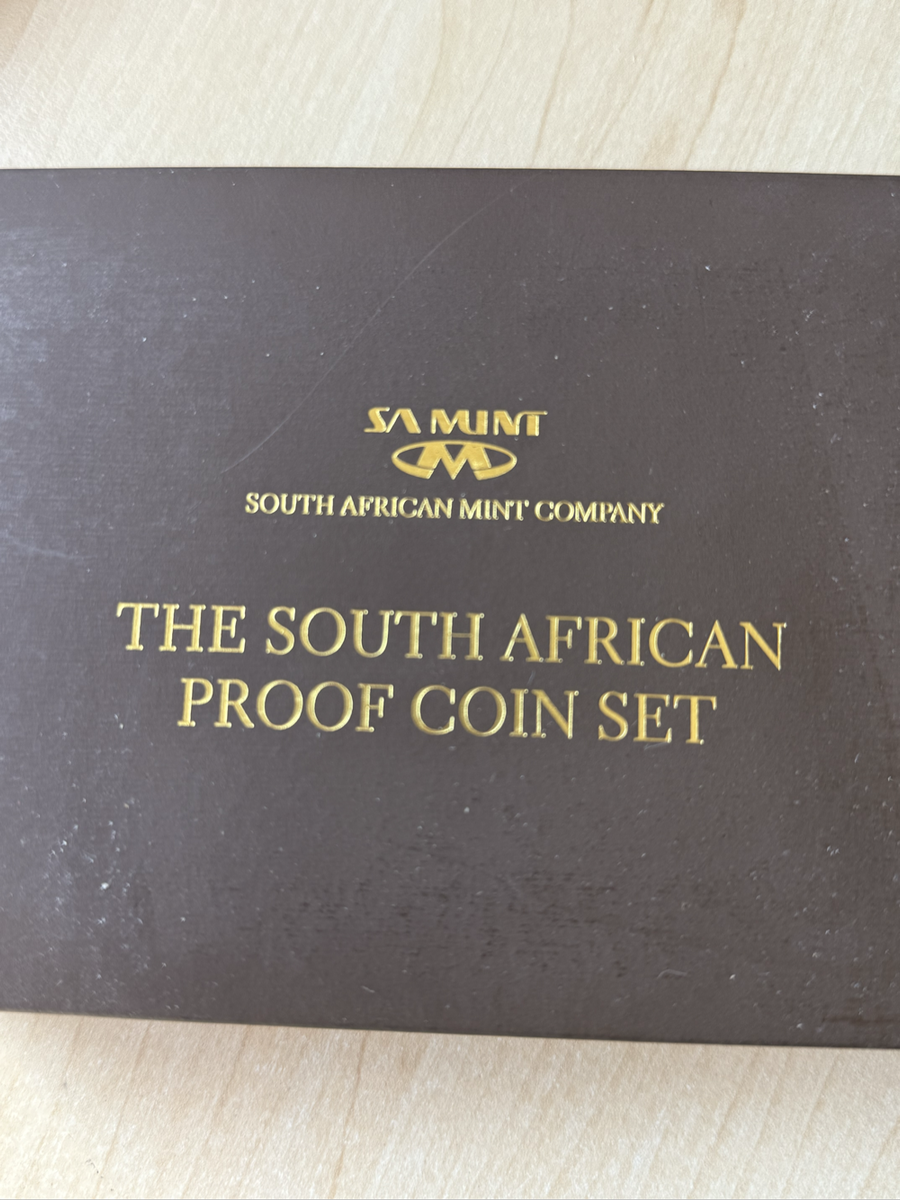 SA MINT
M
SOUTH AFRICAN MINT COMPANY
THE SOUTH AFRICAN
PROOF COIN SET